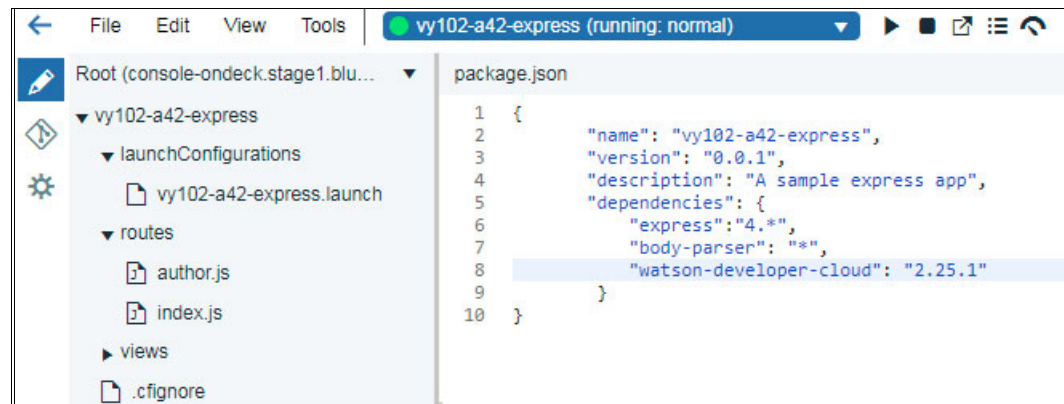 File Edit View Tools vy102-a42-express (running: normal)
Root (console-ondeck.stage1.blu...
vy102-a42-express
launchConfigurations
vy102-a42-express.launch
routes
author.js
index.js
views
.cfignore
package.json
1 {
2 "name": "vy102-a42-express",
3 "version": "0.0.1",
4 "description": "A sample express app",
5 "dependencies": {
6 "express":"4.*",
7 "body-parser": "*",
8 "watson-developer-cloud": "2.25.1"
9 }
10 }